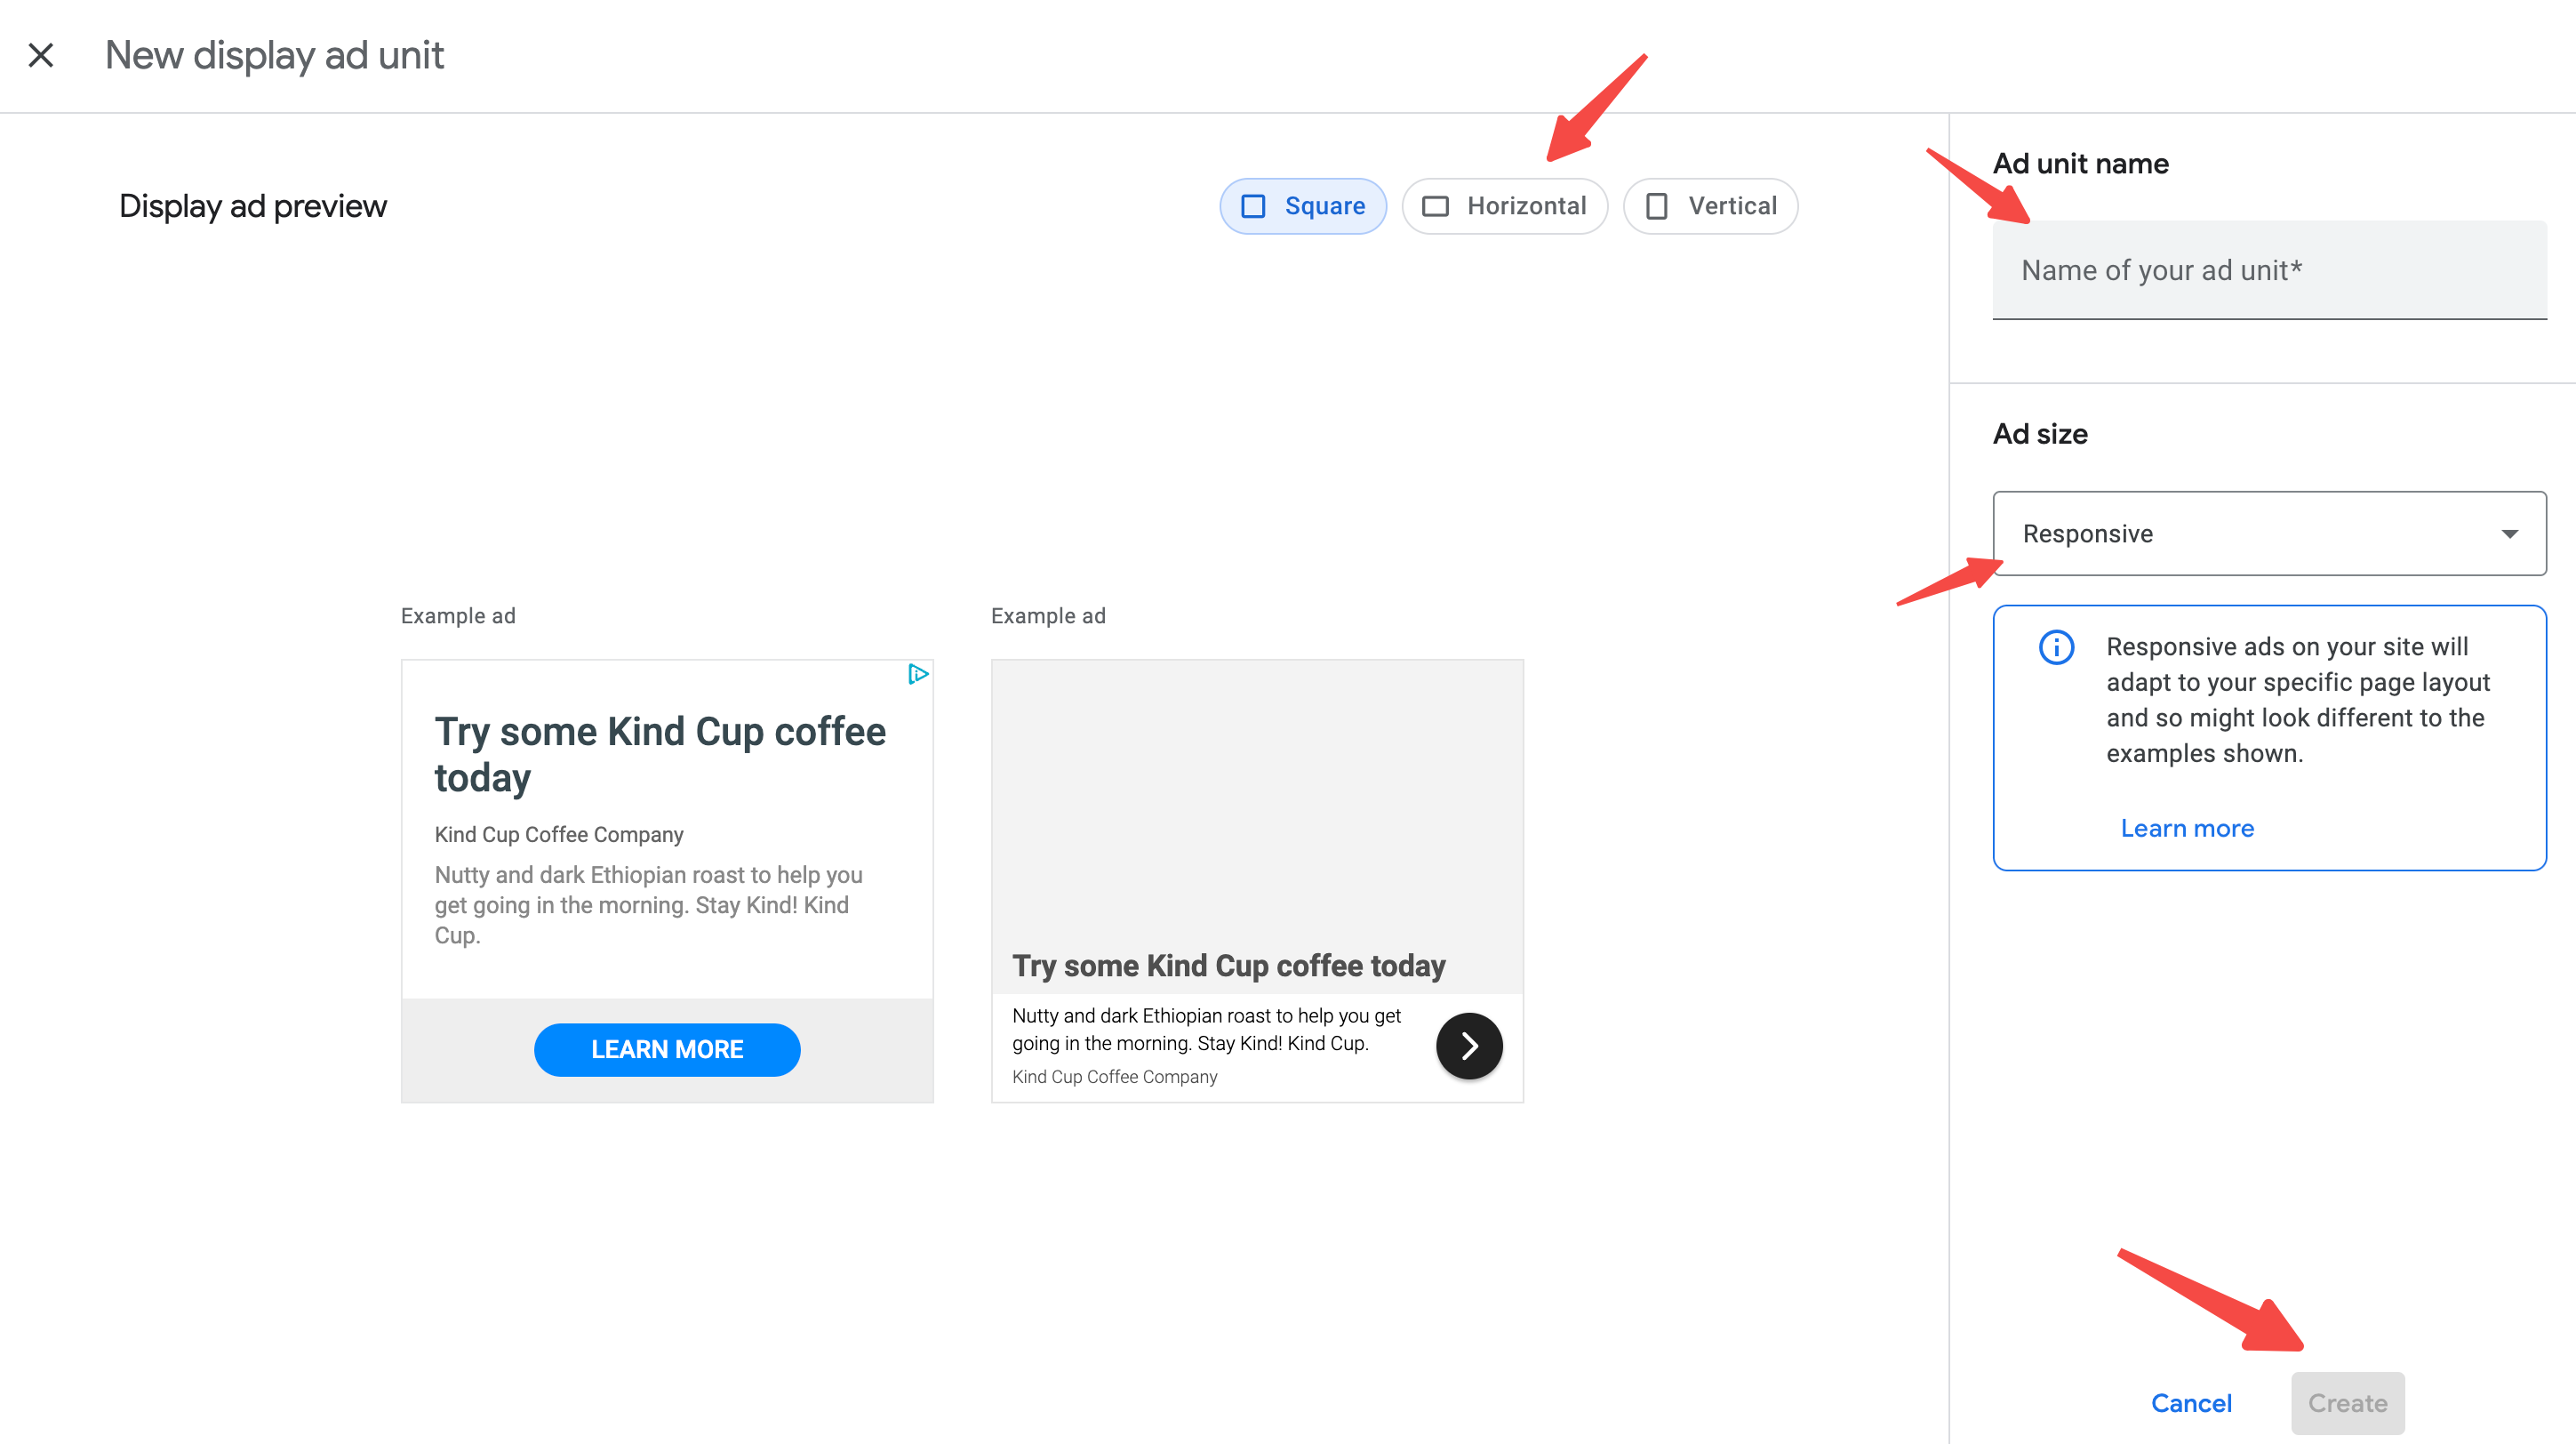 New display ad unit
Display ad preview
Square
Horizontal
Vertical
Example ad
Try some Kind Cup coffee
today
Kind Cup Coffee Company
Nutty and dark Ethiopian roast to help you
get going in the morning. Stay Kind! Kind
Cup.
LEARN MORE
Example ad
Try some Kind Cup coffee today
Nutty and dark Ethiopian roast to help you get
going in the morning. Stay Kind! Kind Cup.
Kind Cup Coffee Company
Ad unit name
Name of your ad unit*
Ad size
Responsive
Responsive ads on your site will
adapt to your specific page layout
and so might look different to the
examples shown.
Learn more
Cancel
Create